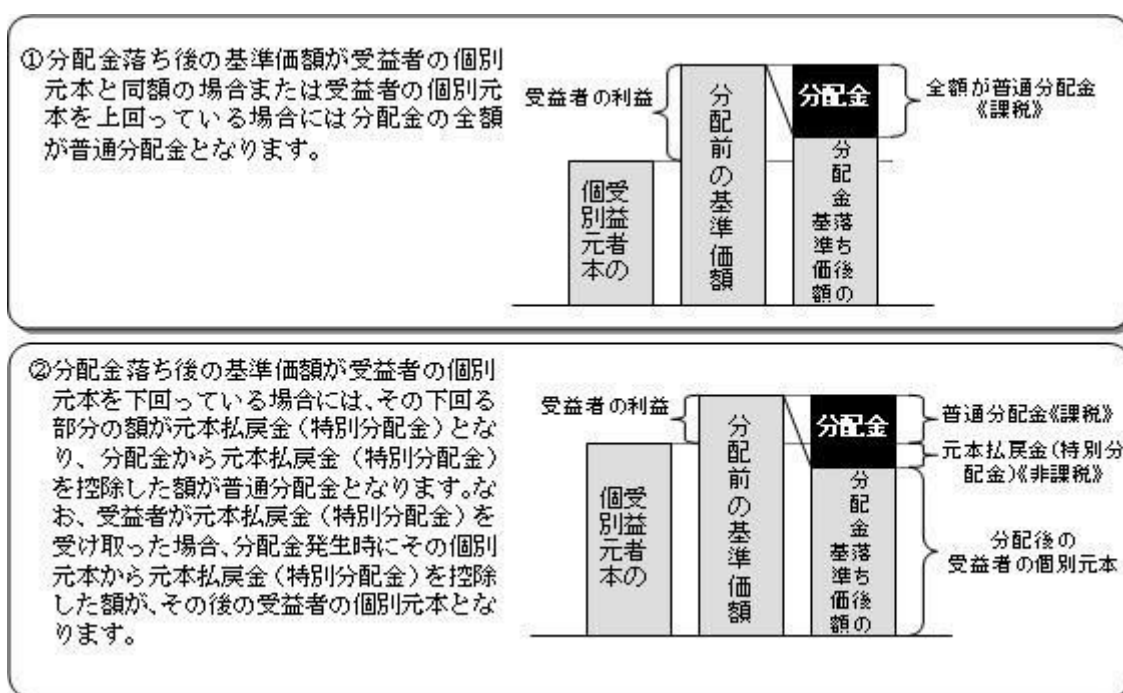 ①分配金落ち後の基準価額が受益者の個別
元本と同額の場合または受益者の個別元
本を上回っている場合には分配金の全額
が普通分配金となります。
受益者の利益
受益者の
個別元本
分配前の基準価額
分配金
分配金
落ち後の
基準価額
全額が普通分配金
《課税》
②分配金落ち後の基準価額が受益者の個別
元本を下回っている場合には、その下回る
部分の額が元本払戻金(特別分配金)とな
り、分配金から元本払戻金(特別分配金)
を控除した額が普通分配金となります。な
お、受益者が元本払戻金(特別分配金)を
受け取った場合、分配金発生時にその個別
元本から元本払戻金(特別分配金)を控除
した額が、その後の受益者の個別元本とな
ります。
受益者の利益
受益者の
個別元本
分配前の基準価額
分配金
分配金
落ち後の
基準価額
普通分配金《課税》
元本払戻金(特別分
配金)《非課税》
分配後の
受益者の個別元本